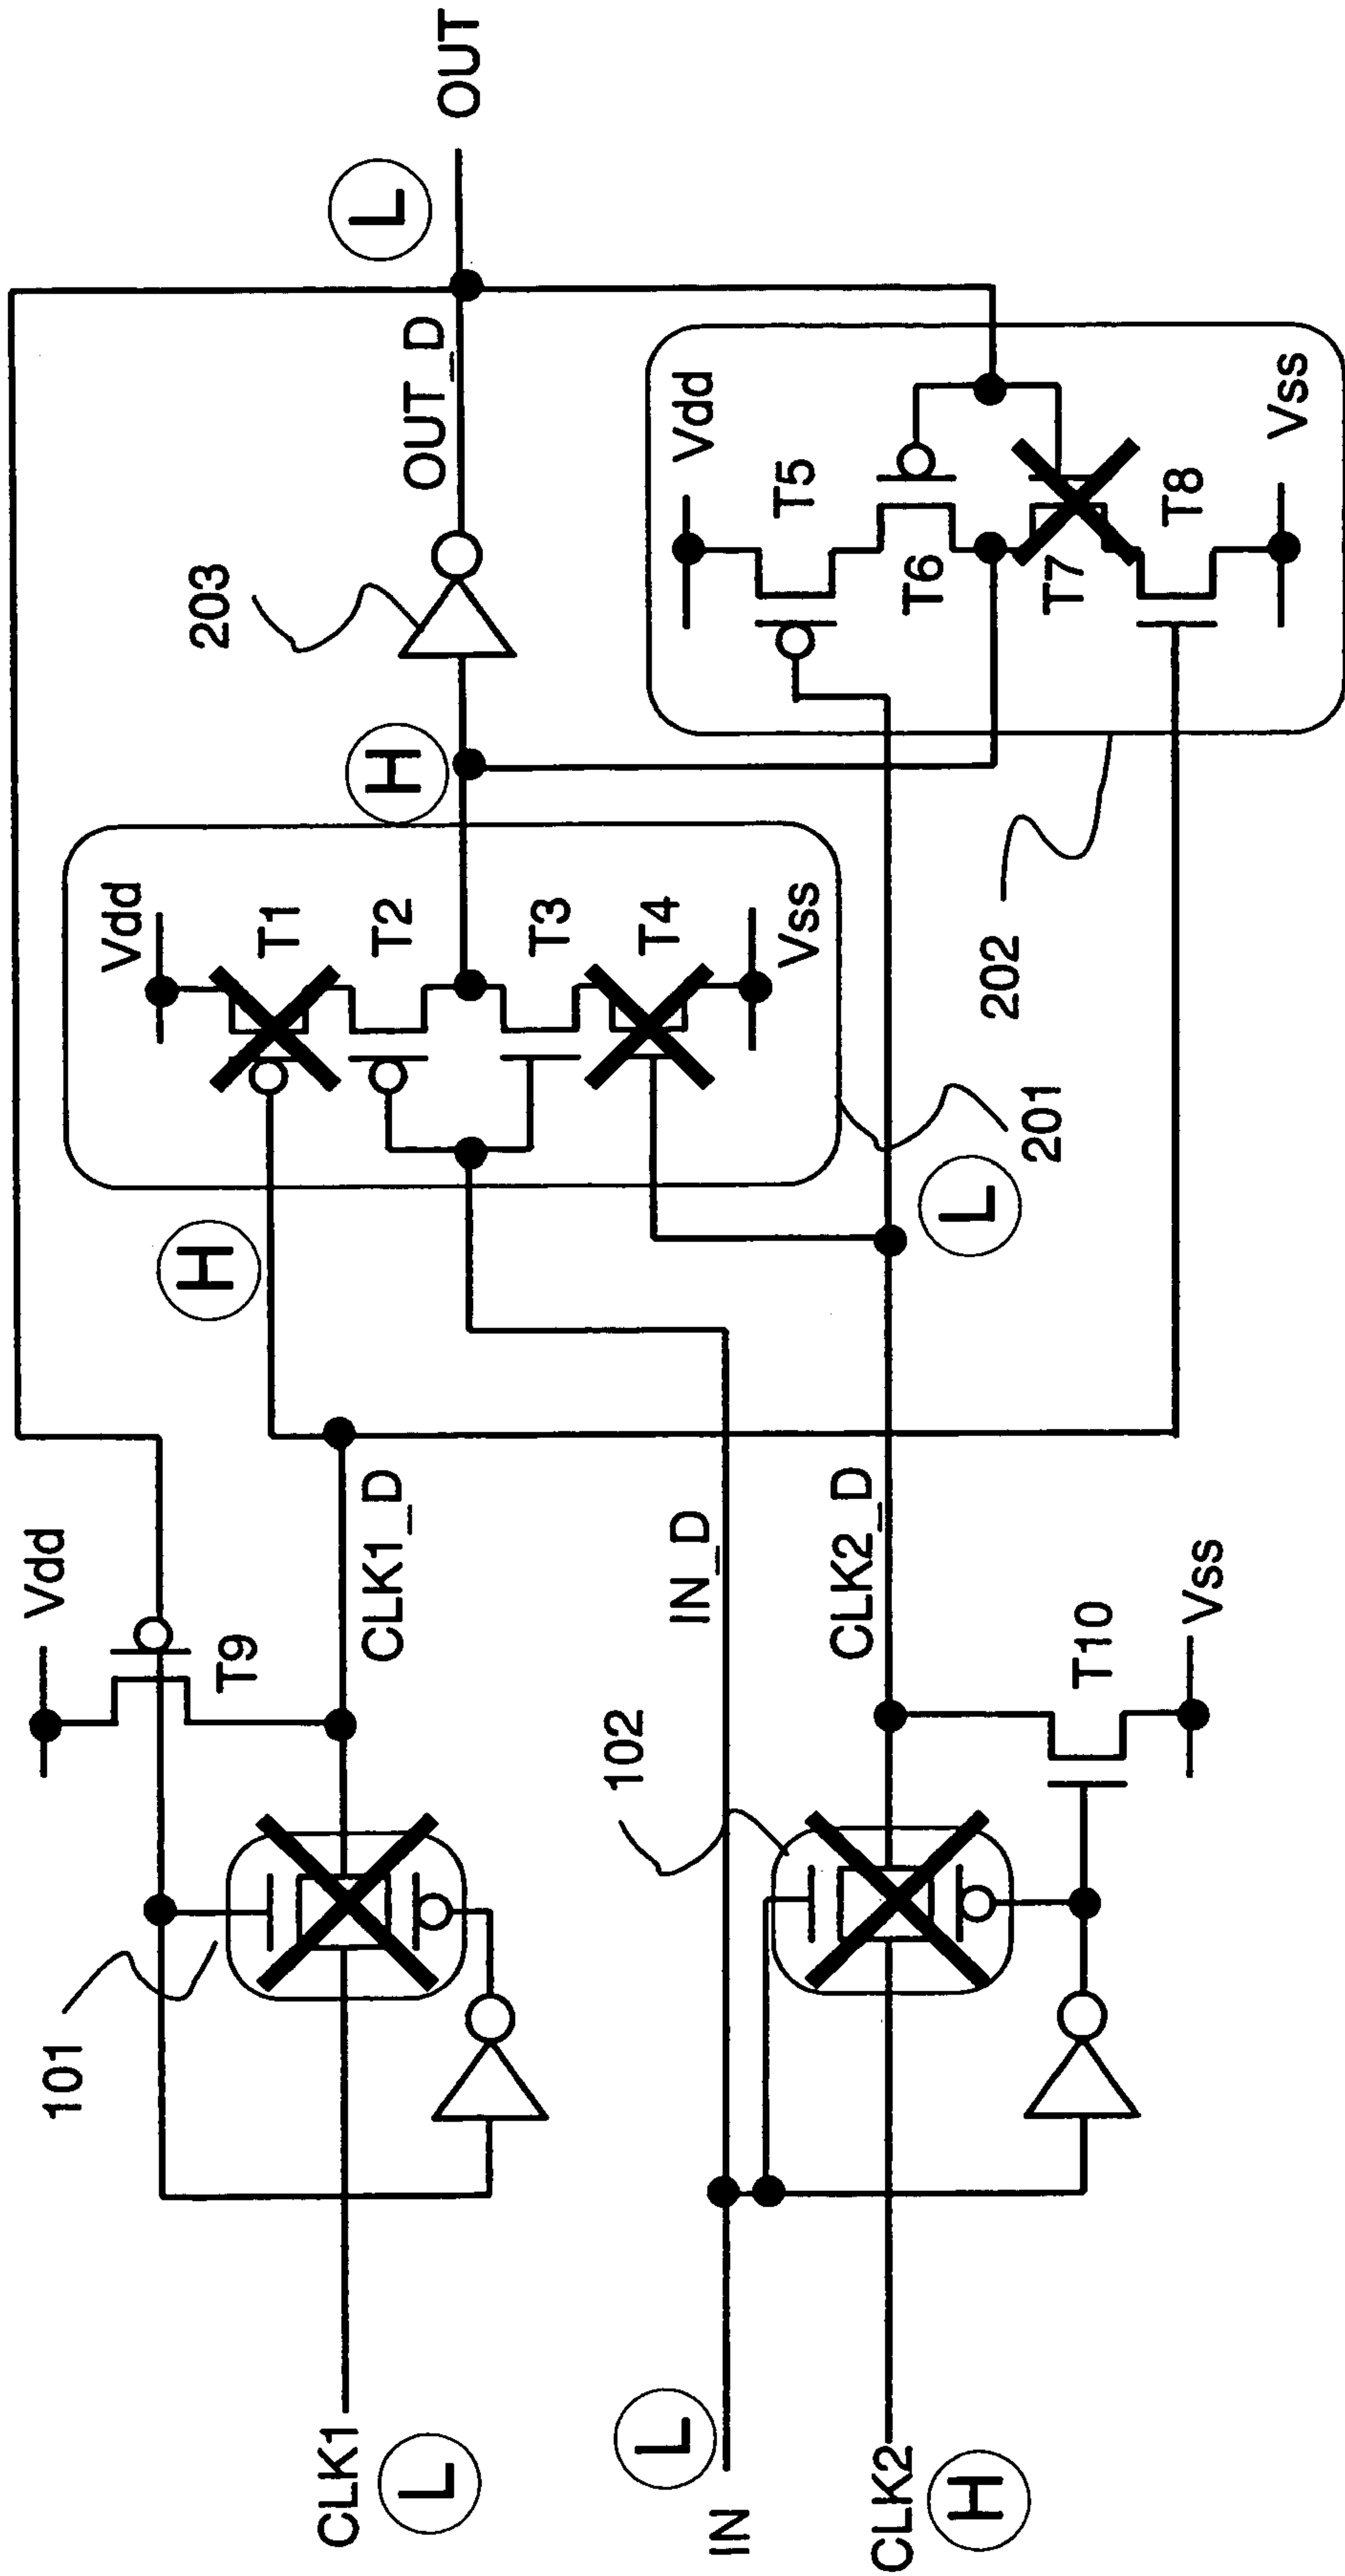 Vdd
T9
101
CLK1
L
CLK1_D
H
Vdd
T1
T2
T3
T4
Vss
201
H
203
OUT_D
L
OUT
IN
L
IN_D
102
CLK2
H
CLK2_D
L
T10
Vss
202
Vdd
T5
T6
T7
T8
Vss